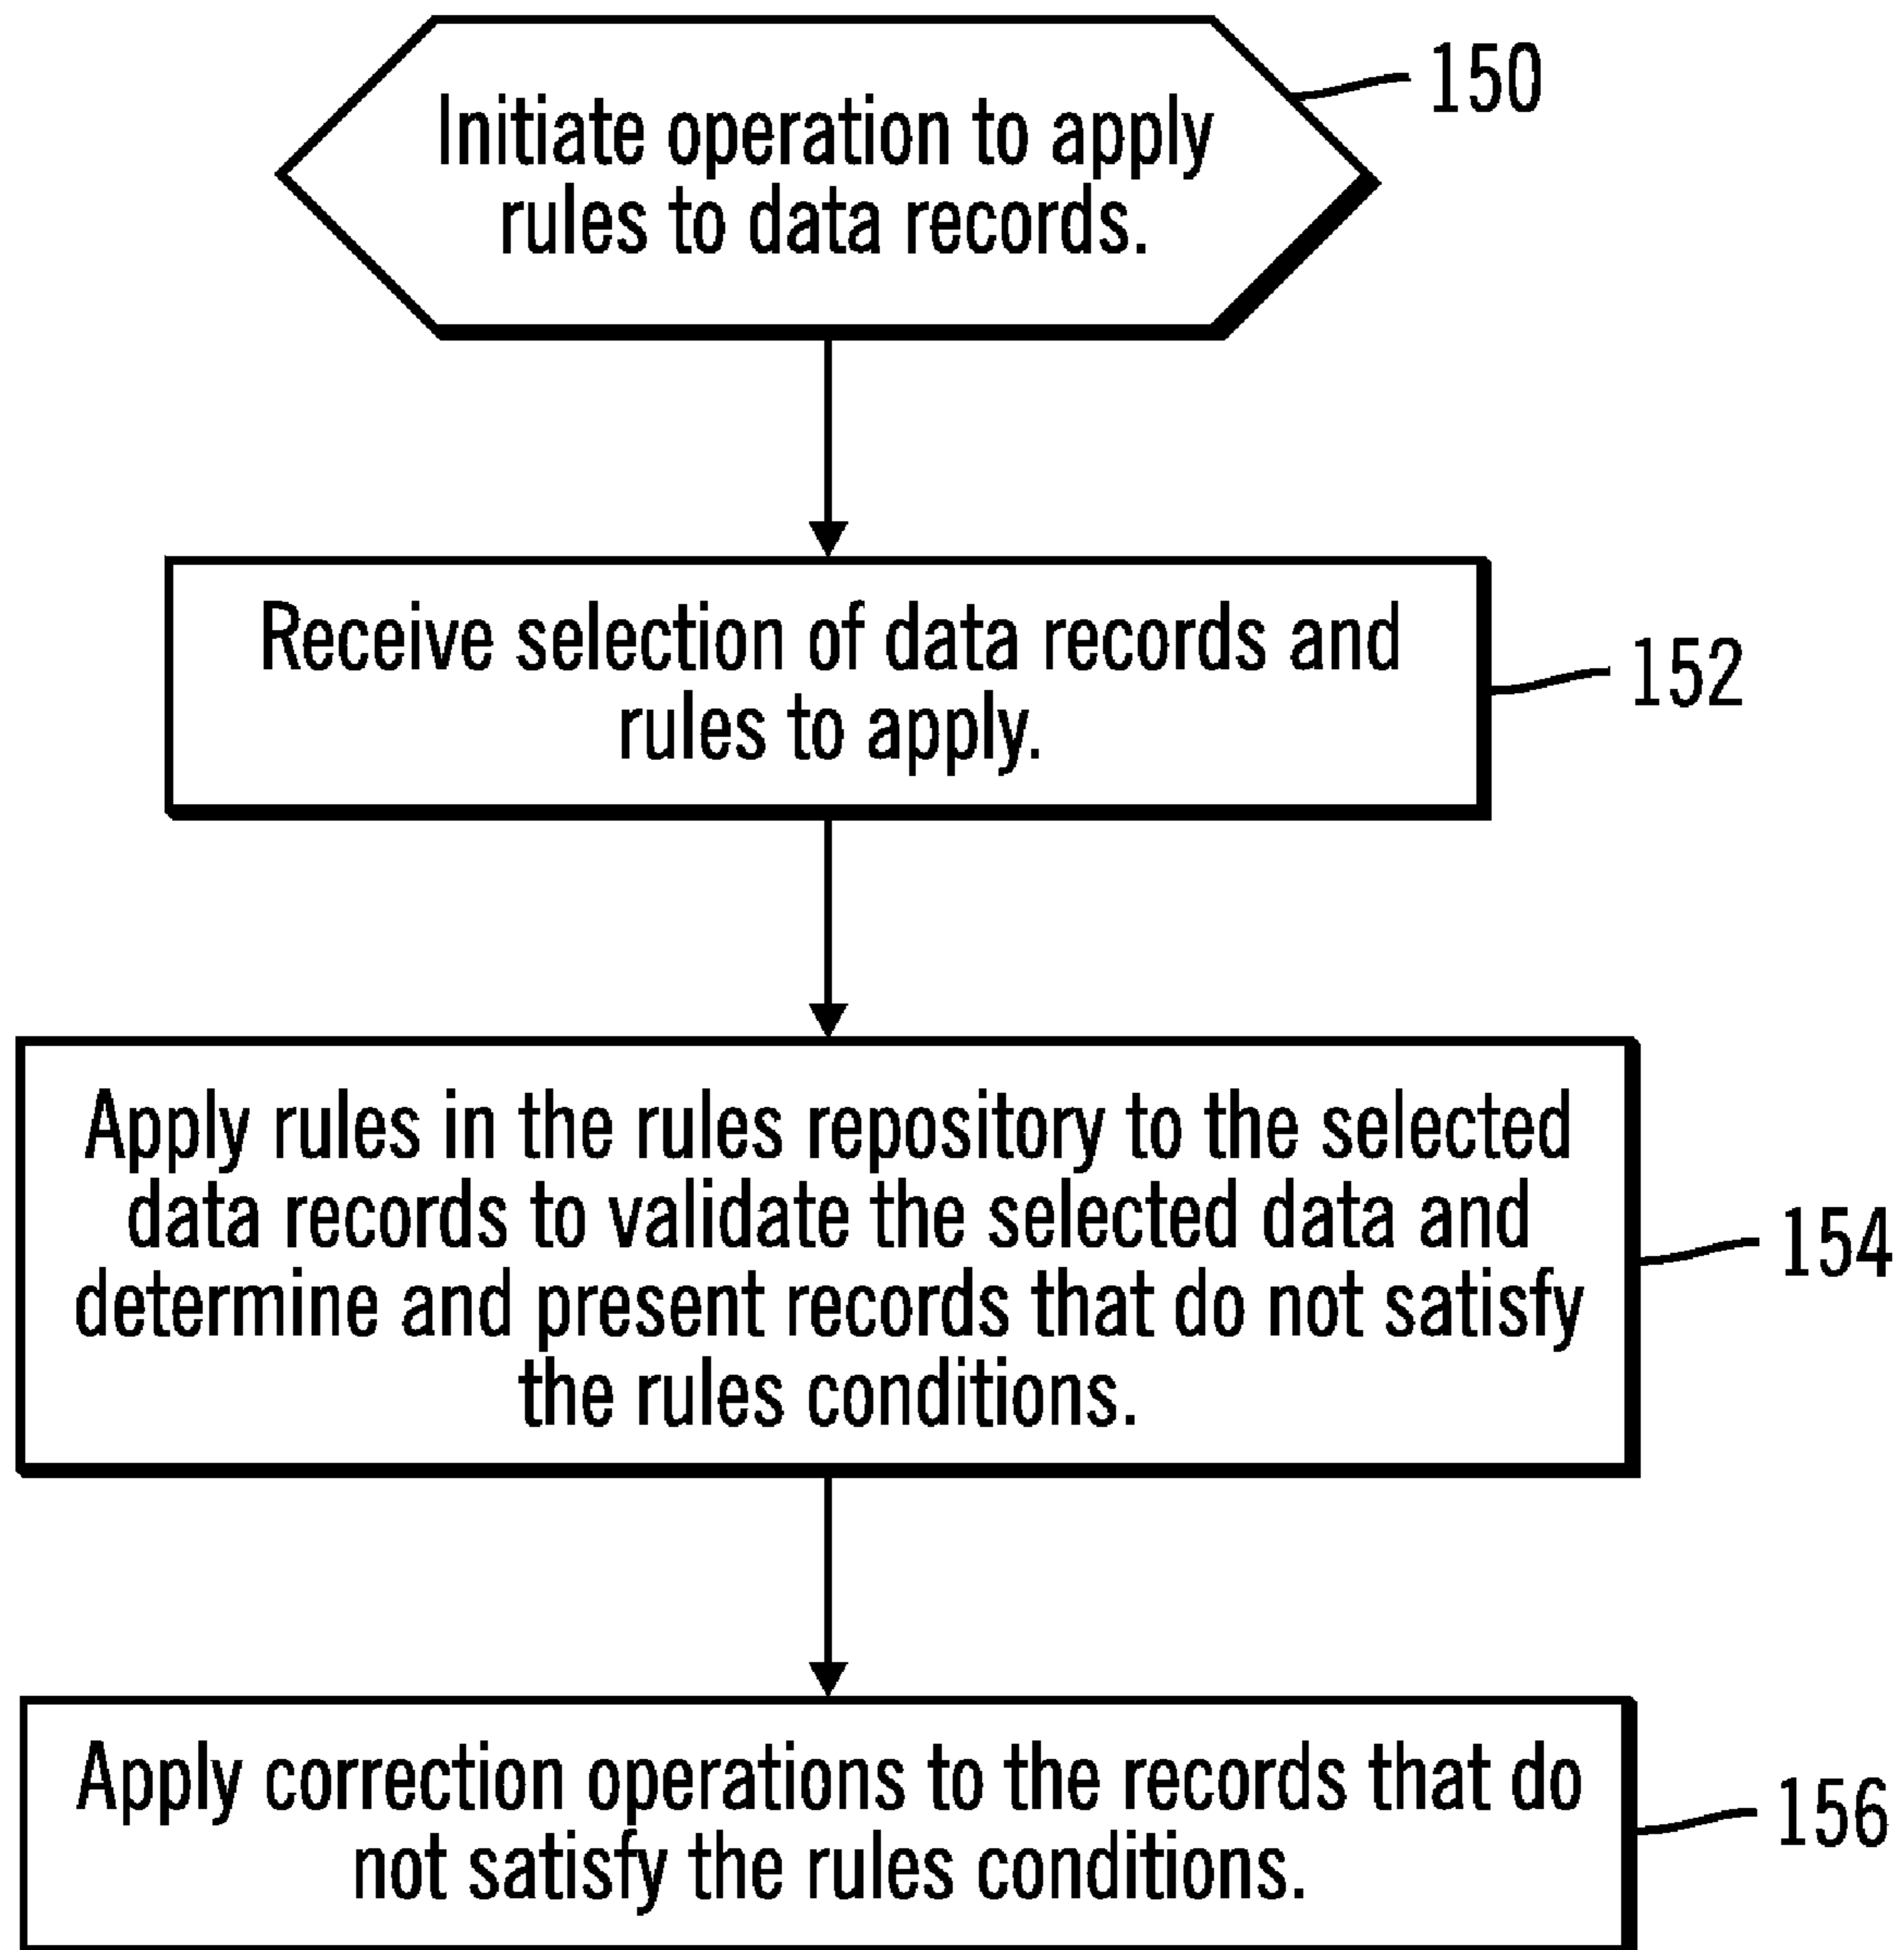 Initiate operation to apply
rules to data records.
150
Receive selection of data records and
rules to apply.
152
Apply rules in the rules repository to the selected
data records to validate the selected data and
determine and present records that do not satisfy
the rules conditions.
154
Apply correction operations to the records that do
not satisfy the rules conditions.
156